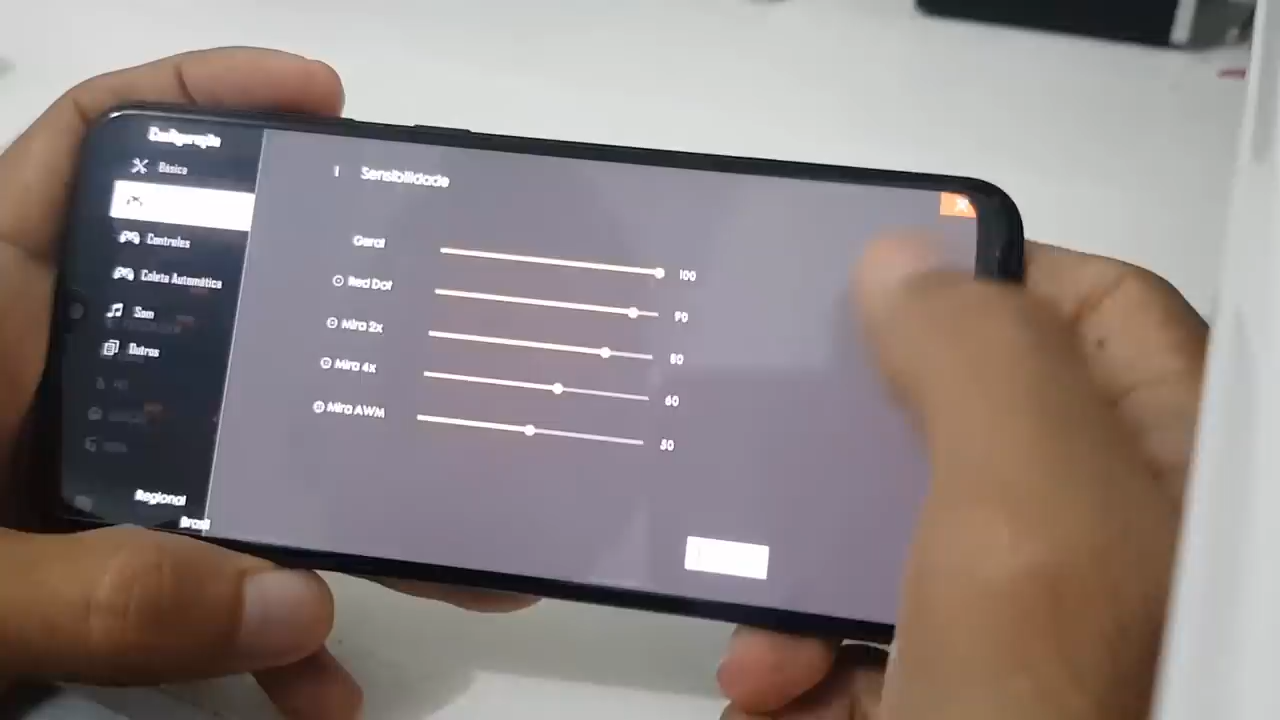 Configuração
Básica
Controles
Coleta Automática
Som
Outros
Regional
Brasil
Sensibilidade
Geral 100
Red Dot 90
Mira 2x 80
Mira 4x 60
Mira AWM 50